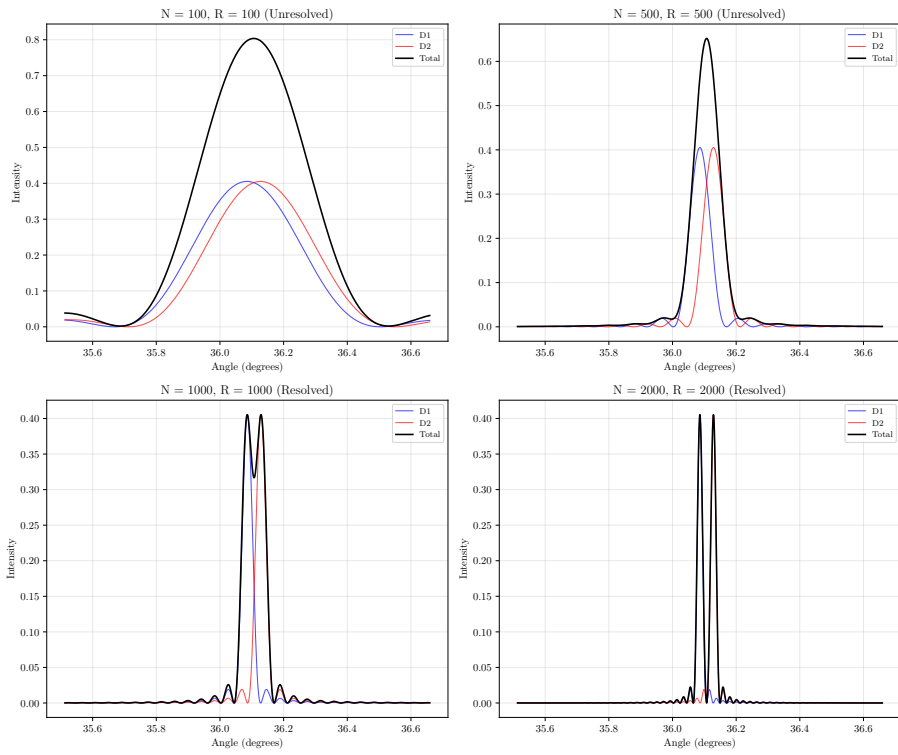 N = 100, R = 100 (Unresolved)
Intensity
0.8
0.7
0.6
0.5
0.4
0.3
0.2
0.1
0.0
D1
D2
Total
35.6 35.8 36.0 36.2 36.4 36.6
Angle (degrees)
N = 500, R = 500 (Unresolved)
Intensity
0.6
0.5
0.4
0.3
0.2
0.1
0.0
D1
D2
Total
35.6 35.8 36.0 36.2 36.4 36.6
Angle (degrees)
N = 1000, R = 1000 (Resolved)
Intensity
0.40
0.35
0.30
0.25
0.20
0.15
0.10
0.05
0.00
D1
D2
Total
35.6 35.8 36.0 36.2 36.4 36.6
Angle (degrees)
N = 2000, R = 2000 (Resolved)
Intensity
0.40
0.35
0.30
0.25
0.20
0.15
0.10
0.05
0.00
D1
D2
Total
35.6 35.8 36.0 36.2 36.4 36.6
Angle (degrees)